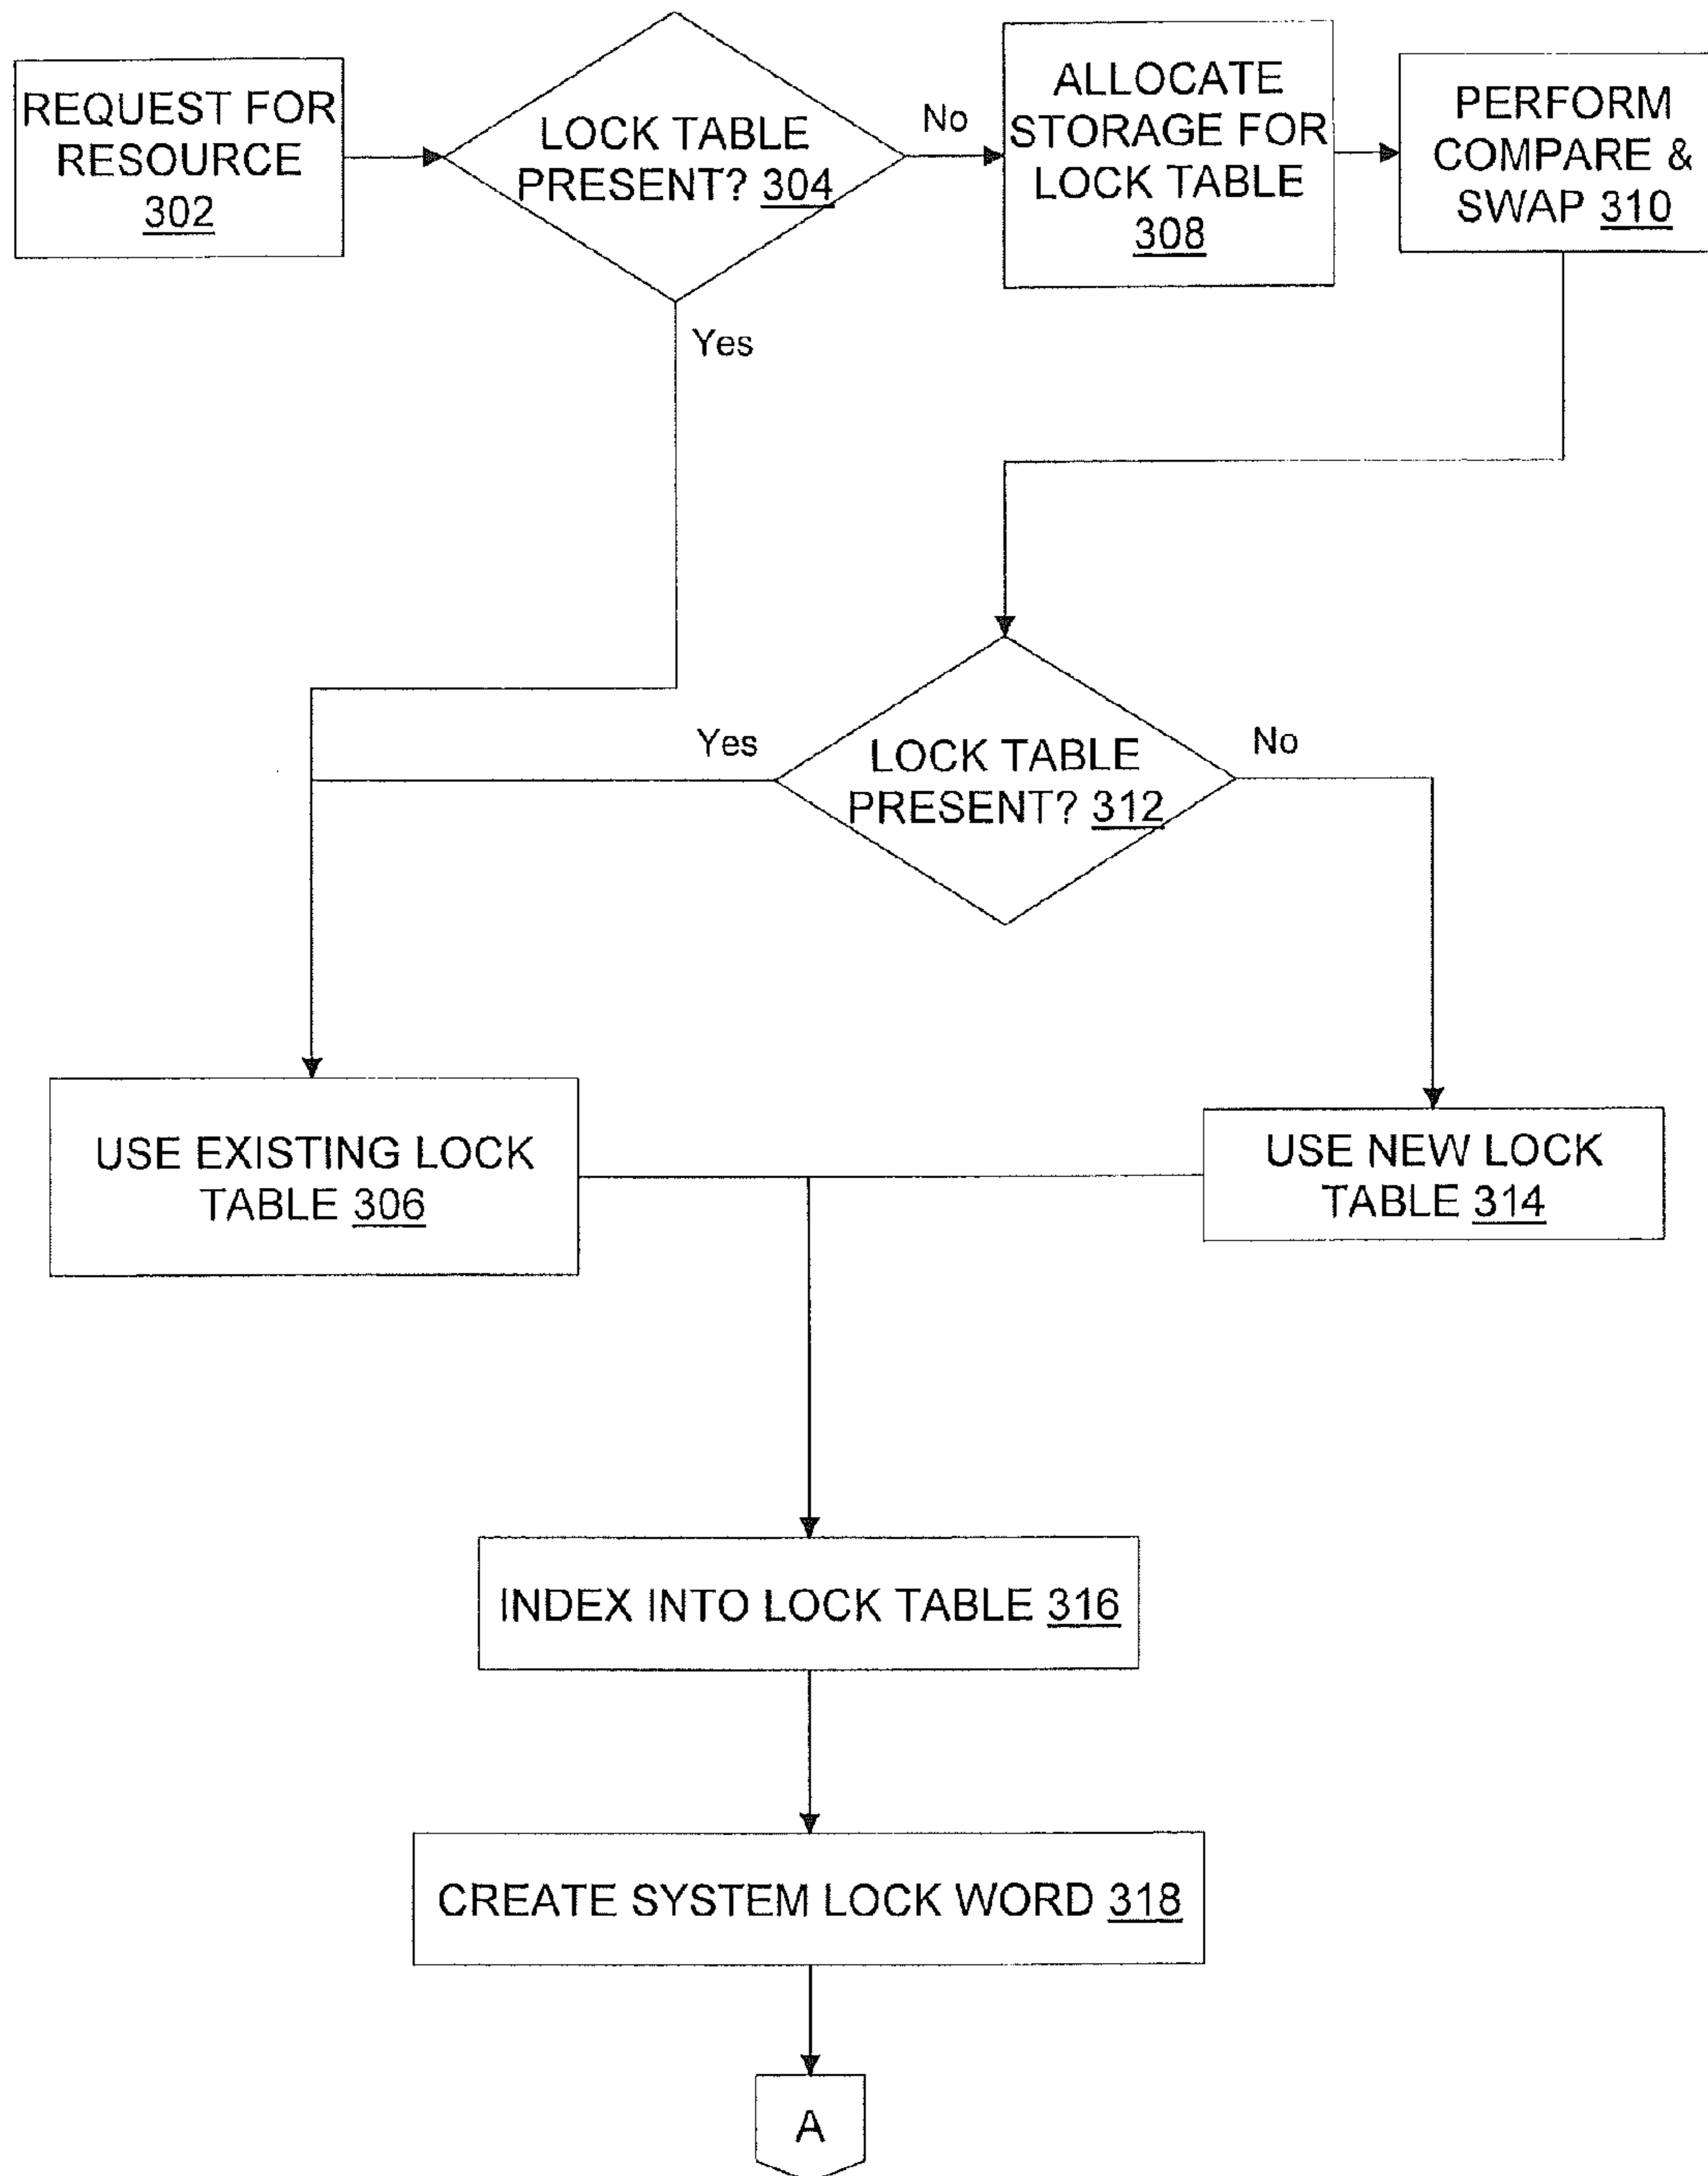 REQUEST FOR
RESOURCE
302
LOCK TABLE
PRESENT? 304
No
ALLOCATE
STORAGE FOR
LOCK TABLE
308
PERFORM
COMPARE &
SWAP 310
Yes
Yes
LOCK TABLE
PRESENT? 312
No
USE EXISTING LOCK
TABLE 306
USE NEW LOCK
TABLE 314
INDEX INTO LOCK TABLE 316
CREATE SYSTEM LOCK WORD 318
A